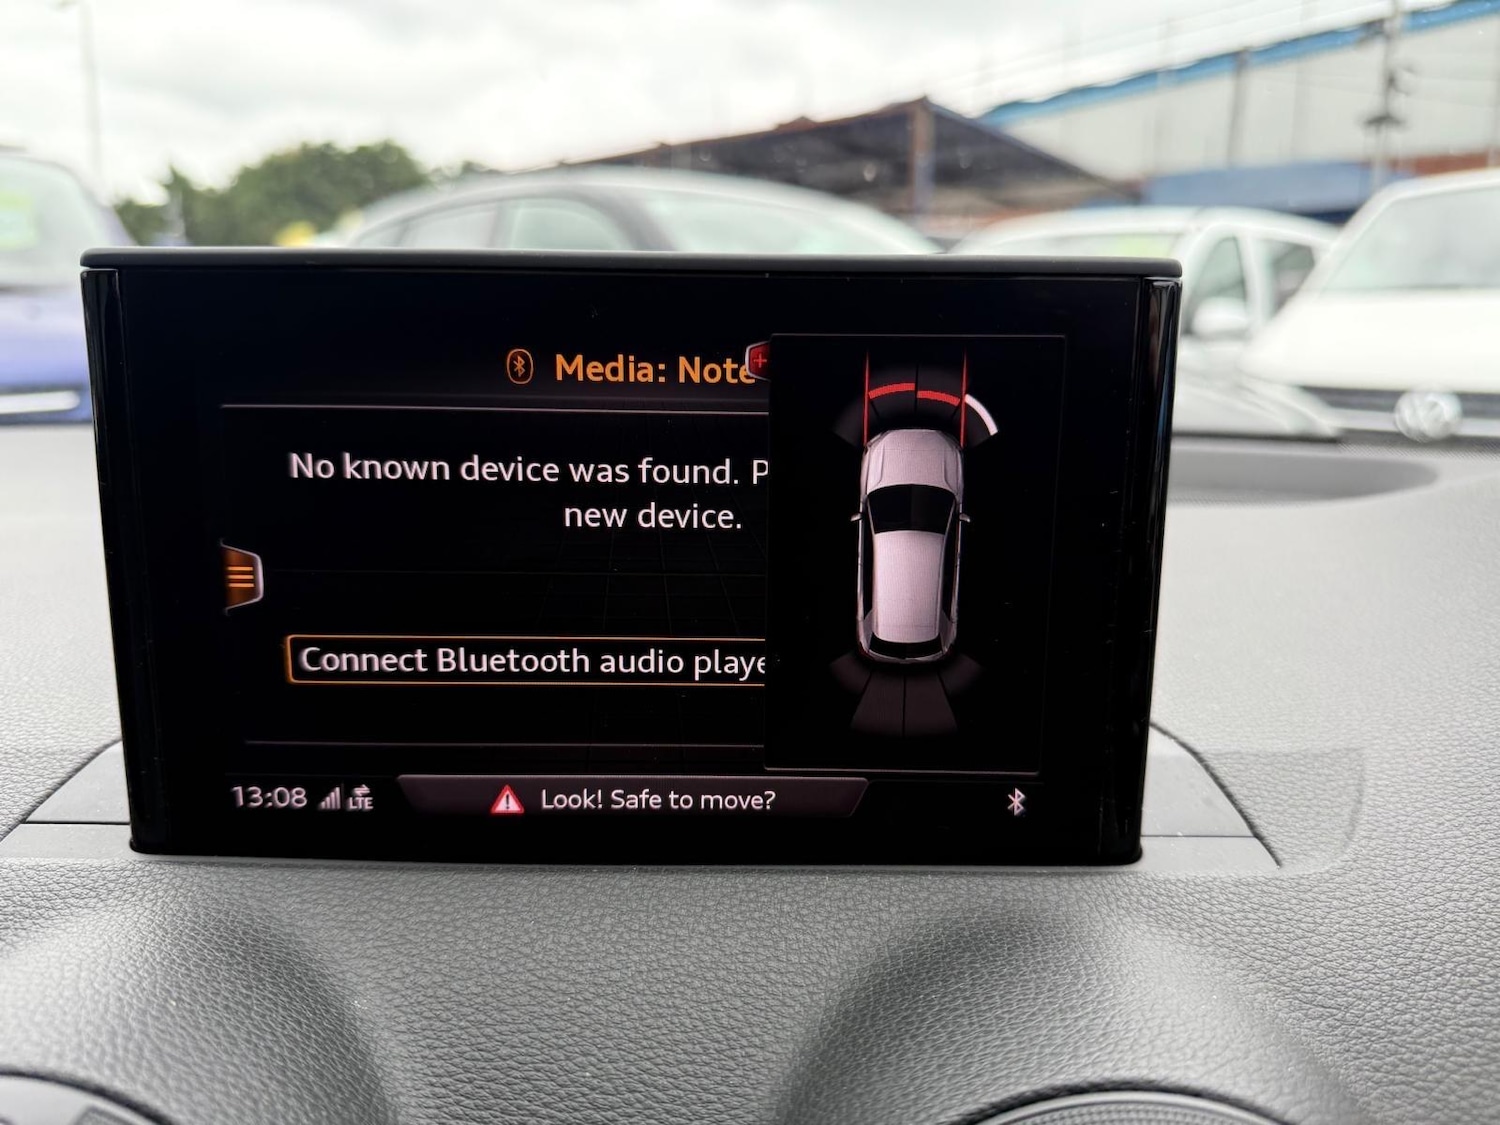 Media: Note
No known device was found. P
new device.
Connect Bluetooth audio playe
13:08 LTE Look! Safe to move?